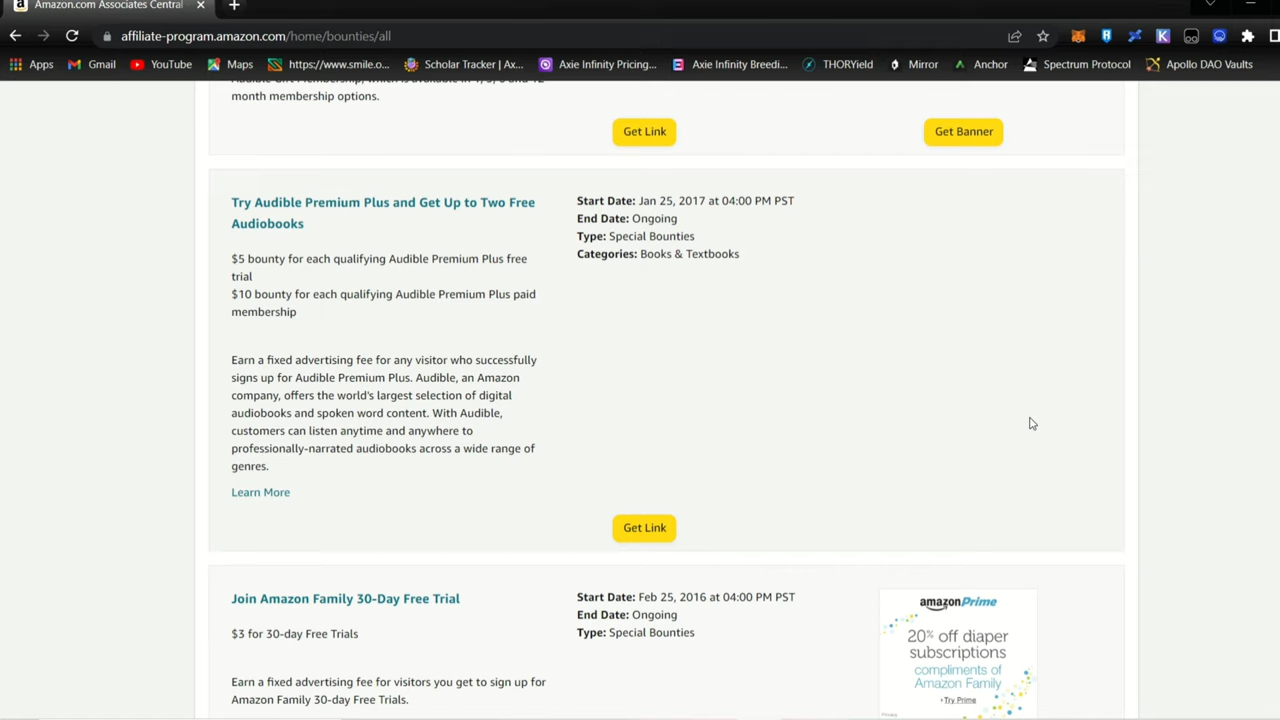 Amazon.com Associates Central
affiliate-program.amazon.com/home/bounties/all
Apps Gmail YouTube Maps https://www.smile.o... Scholar Tracker | Ax... Axie Infinity Pricing... Axie Infinity Breedi... THORYield Mirror Anchor Spectrum Protocol Apollo DAO Vaults
month membership options.
Get Link
Get Banner
Try Audible Premium Plus and Get Up to Two Free
Audiobooks
$5 bounty for each qualifying Audible Premium Plus free
trial
$10 bounty for each qualifying Audible Premium Plus paid
membership
Earn a fixed advertising fee for any visitor who successfully
signs up for Audible Premium Plus. Audible, an Amazon
company, offers the world's largest selection of digital
audiobooks and spoken word content. With Audible,
customers can listen anytime and anywhere to
professionally-narrated audiobooks across a wide range of
genres.
Learn More
Start Date: Jan 25, 2017 at 04:00 PM PST
End Date: Ongoing
Type: Special Bounties
Categories: Books & Textbooks
Get Link
Join Amazon Family 30-Day Free Trial
$3 for 30-day Free Trials
Earn a fixed advertising fee for visitors you get to sign up for
Amazon Family 30-day Free Trials.
Start Date: Feb 25, 2016 at 04:00 PM PST
End Date: Ongoing
Type: Special Bounties
amazonPrime
20% off diaper
subscriptions
compliments of
Amazon Family
Try Prime
Privacy